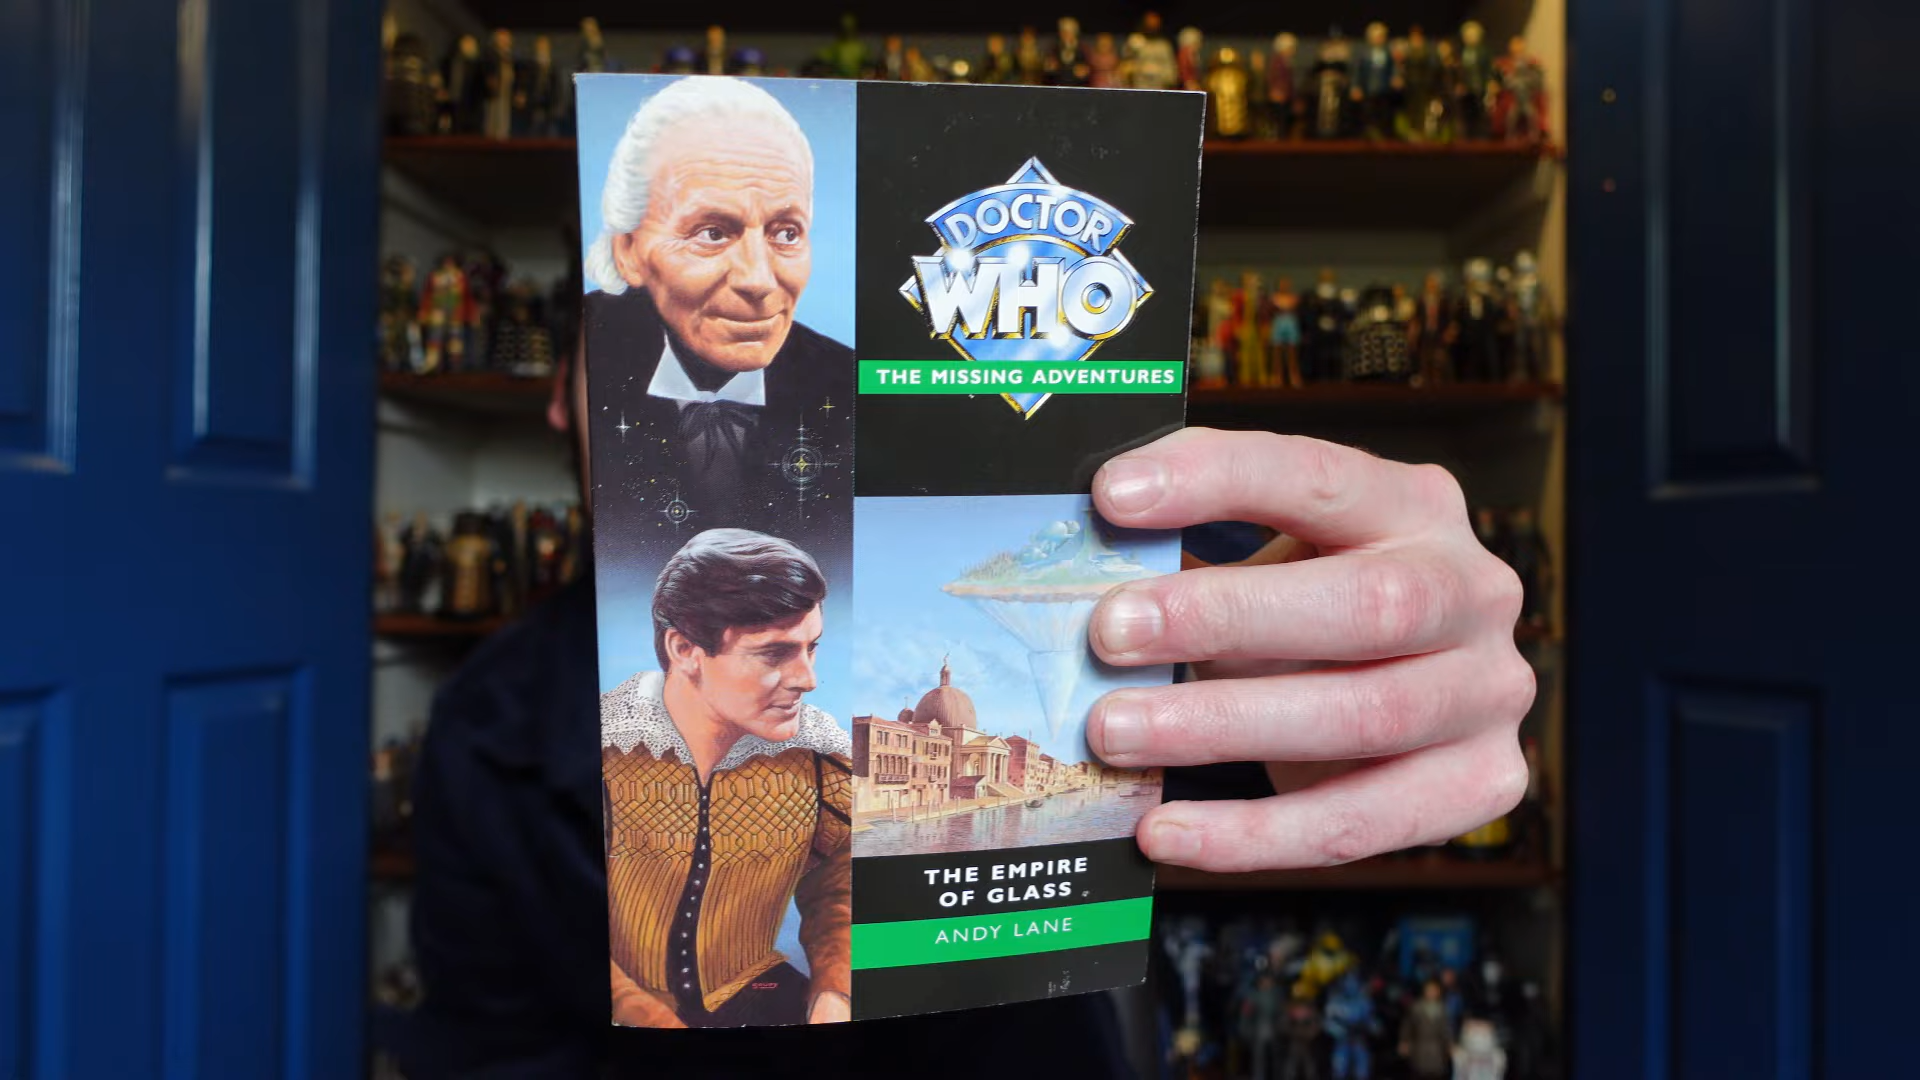 DOCTOR
WHO
THE MISSING ADVENTURES
THE EMPIRE
OF GLASS
ANDY LANE